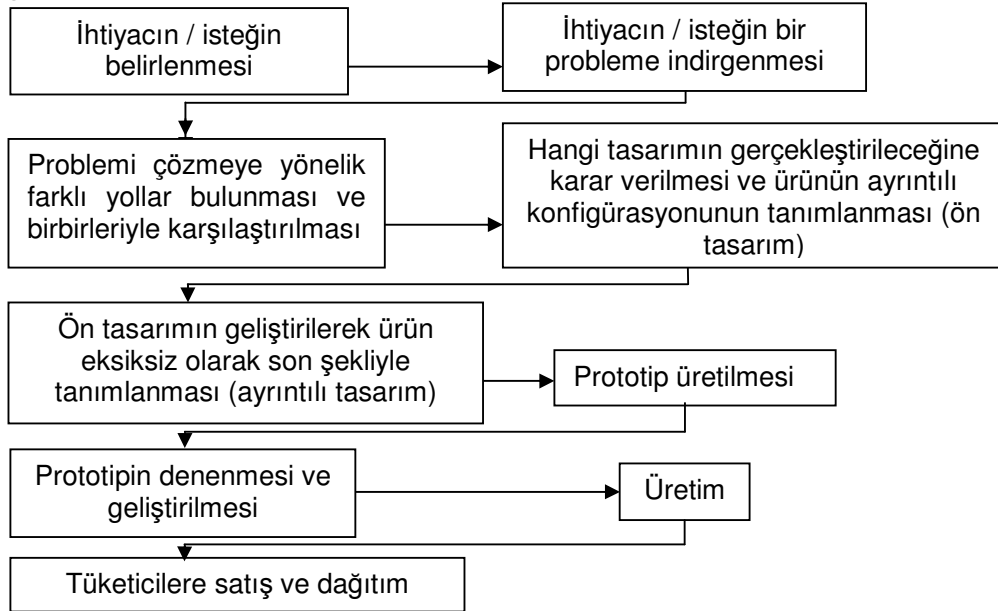 İhtiyacın / isteğin
belirlenmesi
İhtiyacın / isteğin bir
probleme indirgenmesi
Problemi çözmeye yönelik
farklı yollar bulunması ve
birbirleriyle karşılaştırılması
Hangi tasarımın gerçekleştirileceğine
karar verilmesi ve ürünün ayrıntılı
konfigürasyonunun tanımlanması (ön
tasarım)
Ön tasarımın geliştirilerek ürün
eksiksiz olarak son şekliyle
tanımlanması (ayrıntılı tasarım)
Prototip üretilmesi
Prototipin denenmesi ve
geliştirilmesi
Üretim
Tüketicilere satış ve dağıtım